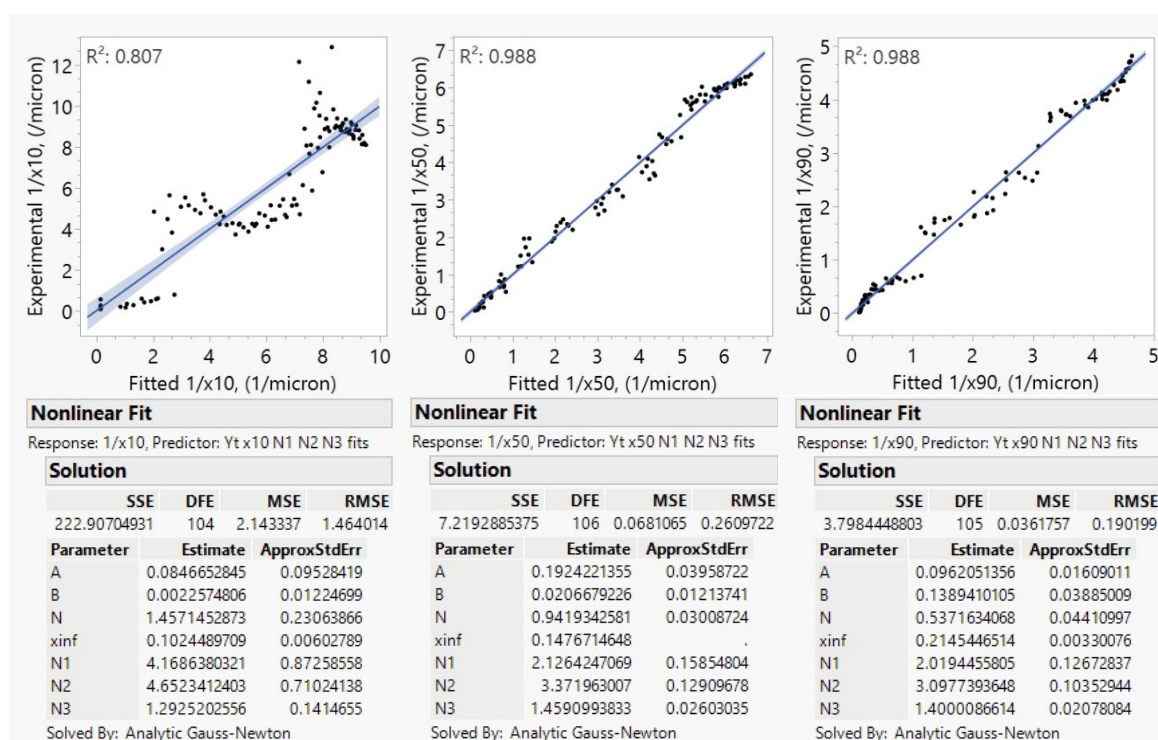 R²: 0.807
12
10
8
6
4
2
0
Experimental 1/x10, (/micron)
0 2 4 6 8 10
Fitted 1/x10, (1/micron)
Nonlinear Fit
Response: 1/x10, Predictor: Yt x10 N1 N2 N3 fits
Solution
SSE DFE MSE RMSE
222.90704931 104 2.143337 1.464014
Parameter Estimate ApproxStdErr
A 0.0846652845 0.09528419
B 0.0022574806 0.01224699
N 1.4571452873 0.23063866
xinf 0.1024489709 0.00602789
N1 4.1686380321 0.87258558
N2 4.6523412403 0.71024138
N3 1.2925202556 0.1414655
Solved By: Analytic Gauss-Newton
R²: 0.988
7
6
5
4
3
2
1
0
Experimental 1/x50, (/micron)
0 1 2 3 4 5 6 7
Fitted 1/x50, (1/micron)
Nonlinear Fit
Response: 1/x50, Predictor: Yt x50 N1 N2 N3 fits
Solution
SSE DFE MSE RMSE
7.2192885375 106 0.0681065 0.2609722
Parameter Estimate ApproxStdErr
A 0.1924221355 0.03958722
B 0.0206679226 0.01213741
N 0.9419342581 0.03008724
xinf 0.1476714648 .
N1 2.1264247069 0.15854804
N2 3.371963007 0.12909678
N3 1.4590993833 0.02603035
Solved By: Analytic Gauss-Newton
R²: 0.988
5
4
3
2
1
0
Experimental 1/x90, (/micron)
0 1 2 3 4 5
Fitted 1/x90, (1/micron)
Nonlinear Fit
Response: 1/x90, Predictor: Yt x90 N1 N2 N3 fits
Solution
SSE DFE MSE RMSE
3.7984448803 105 0.0361757 0.190199
Parameter Estimate ApproxStdErr
A 0.0962051356 0.01609011
B 0.1389410105 0.03885009
N 0.5371634068 0.04410997
xinf 0.2145446514 0.00330076
N1 2.0194455805 0.12672837
N2 3.0977393648 0.10352944
N3 1.4000086614 0.02078084
Solved By: Analytic Gauss-Newton